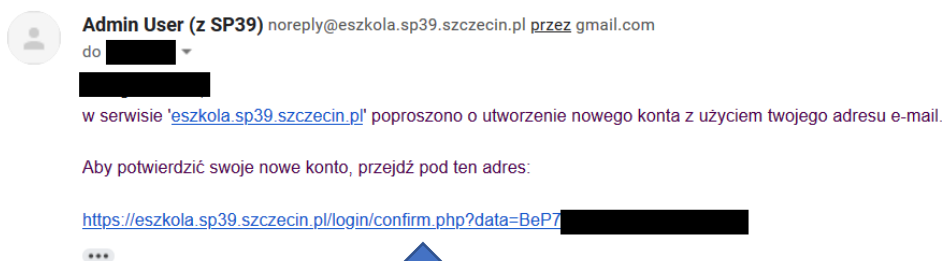 Admin User (z SP39) noreply@eszkola.sp39.szczecin.pl przez gmail.com
do
w serwisie 'eszkola.sp39.szczecin.pl' poproszono o utworzenie nowego konta z użyciem twojego adresu e-mail.
Aby potwierdzić swoje nowe konto, przejdź pod ten adres:
https://eszkola.sp39.szczecin.pl/login/confirm.php?data=BeP7